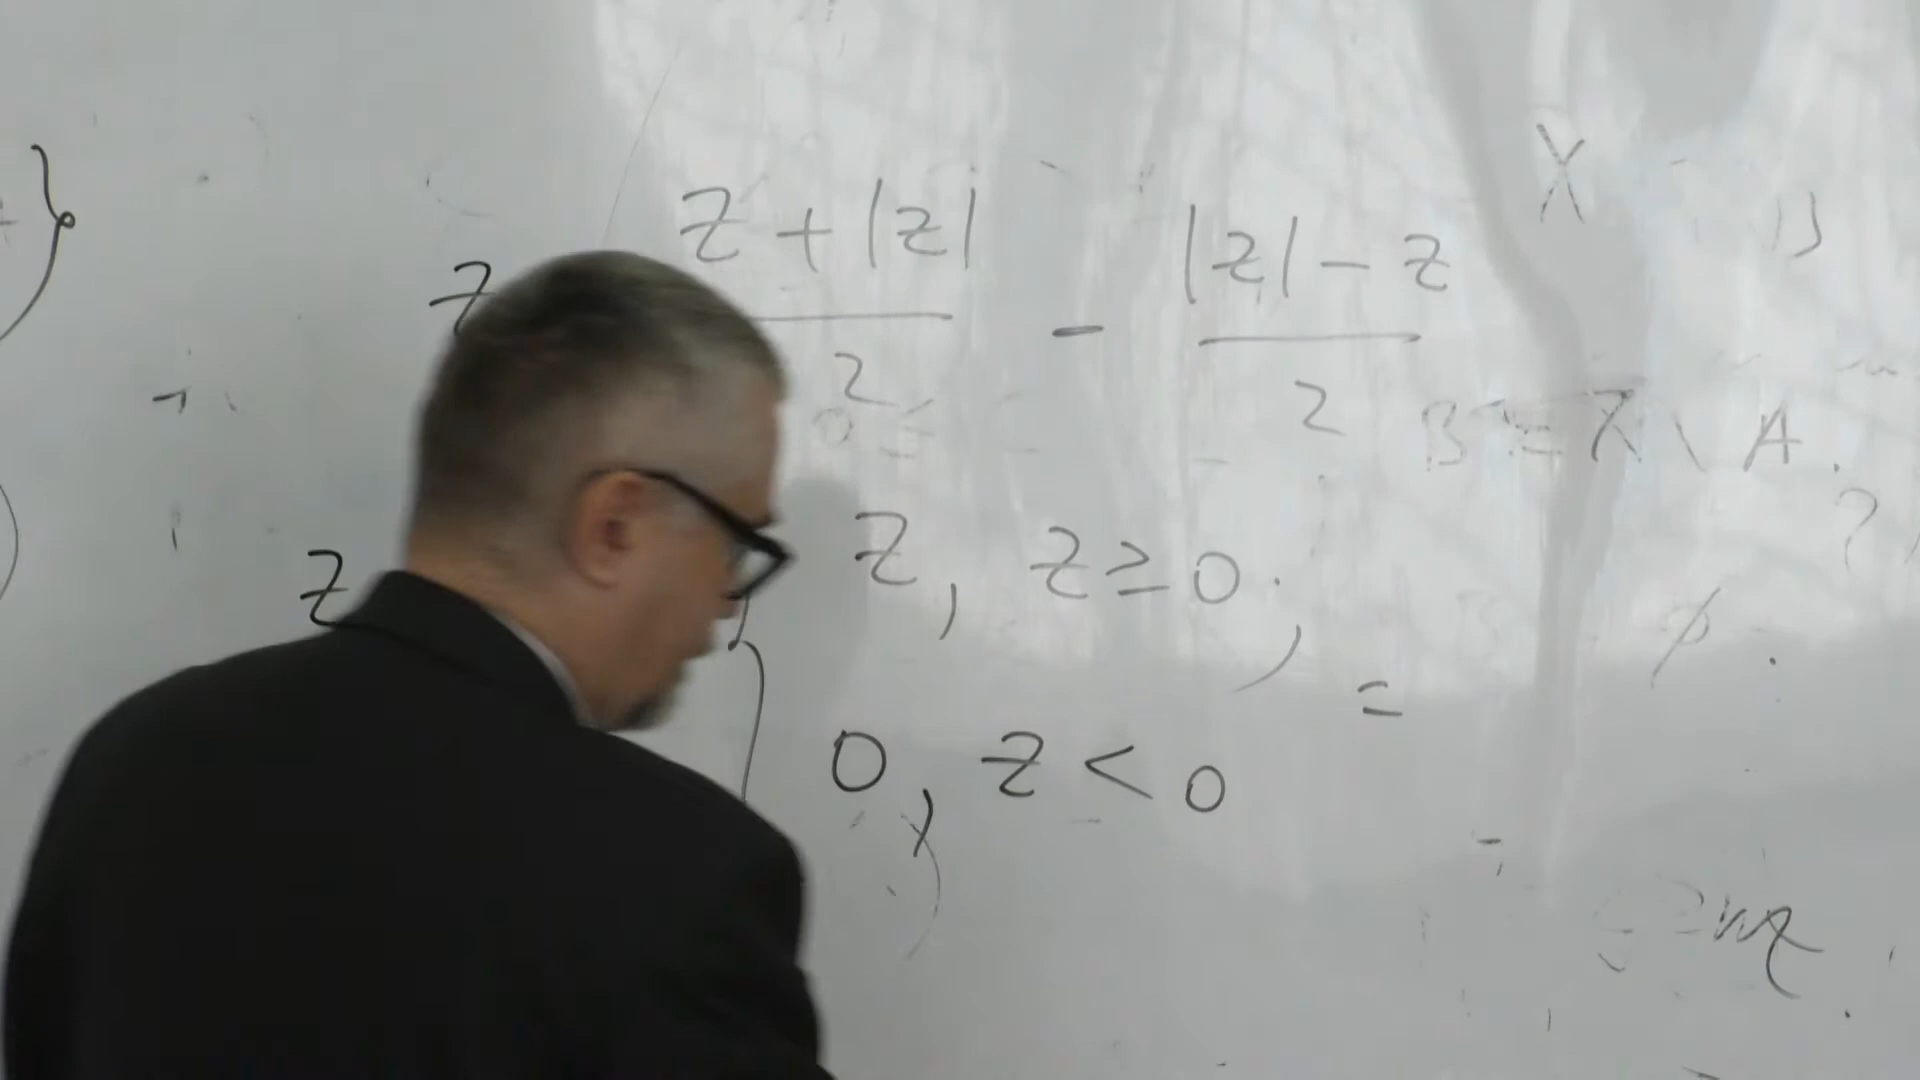 z z + |z| / 2 - |z| - z / 2
X B
B = X \ A .
?
z { z, z ≥ 0;
0, z < 0
=